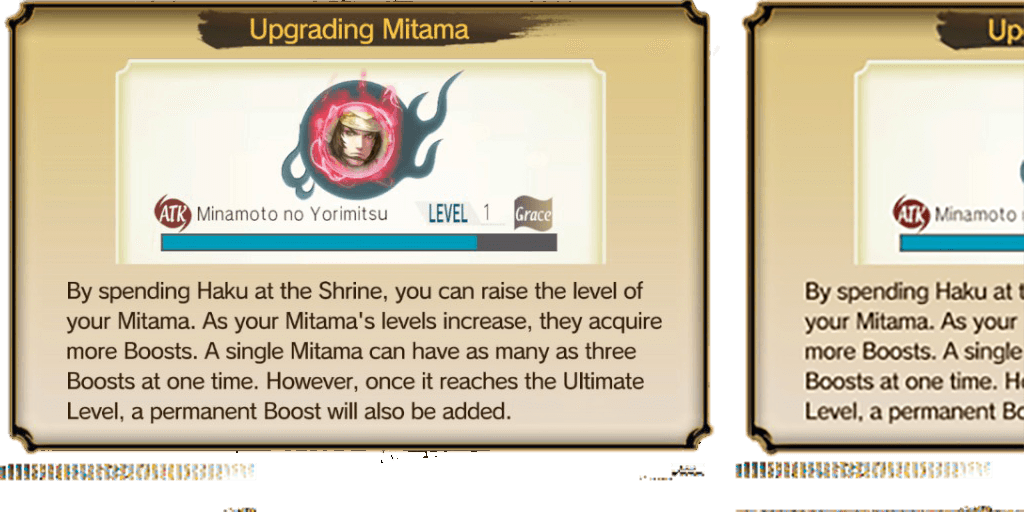 Upgrading Mitama
ATK Minamoto no Yorimitsu LEVEL 1 Grace
By spending Haku at the Shrine, you can raise the level of
your Mitama. As your Mitama's levels increase, they acquire
more Boosts. A single Mitama can have as many as three
Boosts at one time. However, once it reaches the Ultimate
Level, a permanent Boost will also be added.
ATK Minamoto
By spending Haku at
your Mitama. As your
more Boosts. A single
Boosts at one time.
Level, a permanent